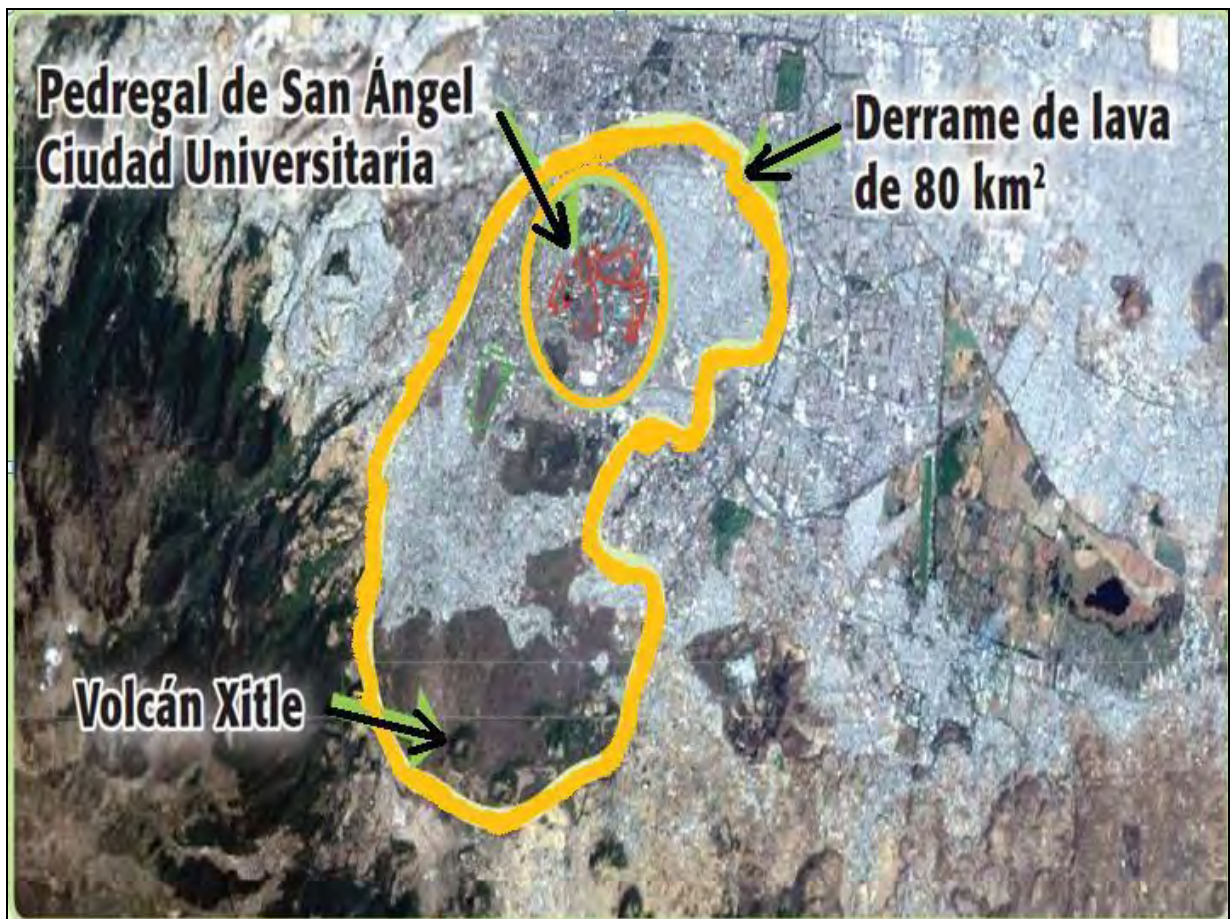 Pedregal de San Ángel
Ciudad Universitaria
Derrame de lava
de 80 km²
Volcán Xitle